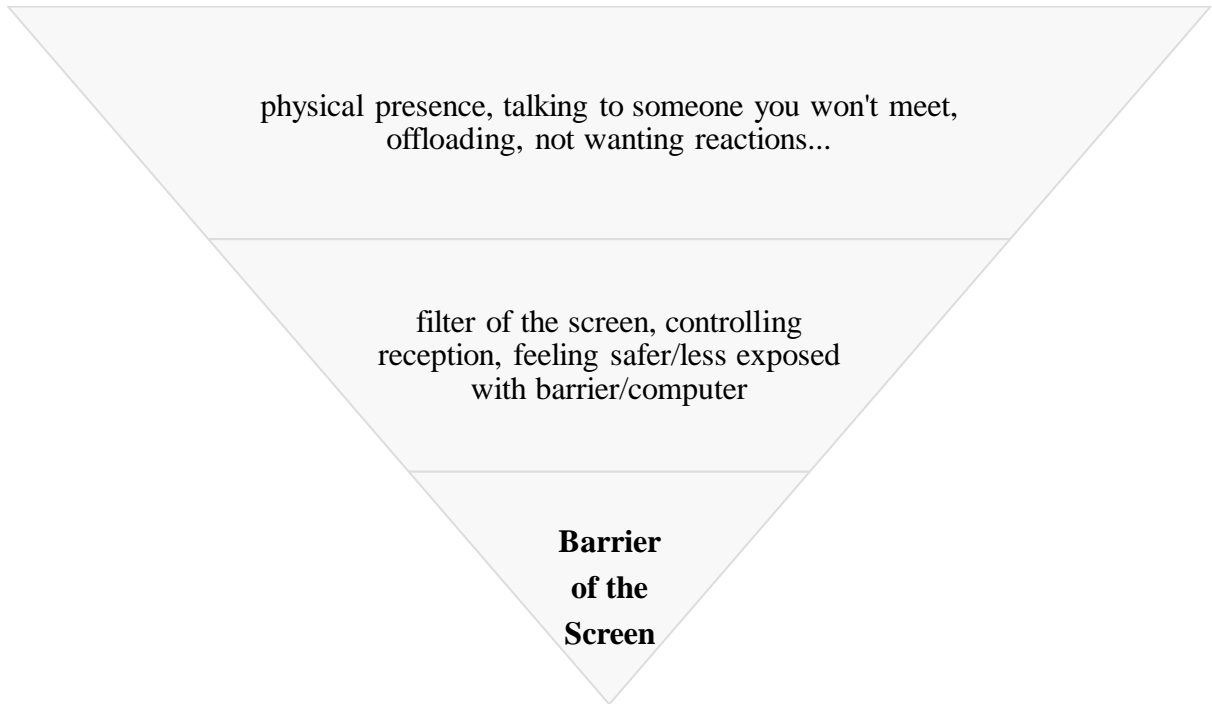 physical presence, talking to someone you won't meet,
offloading, not wanting reactions...
filter of the screen, controlling
reception, feeling safer/less exposed
with barrier/computer
Barrier
of the
Screen